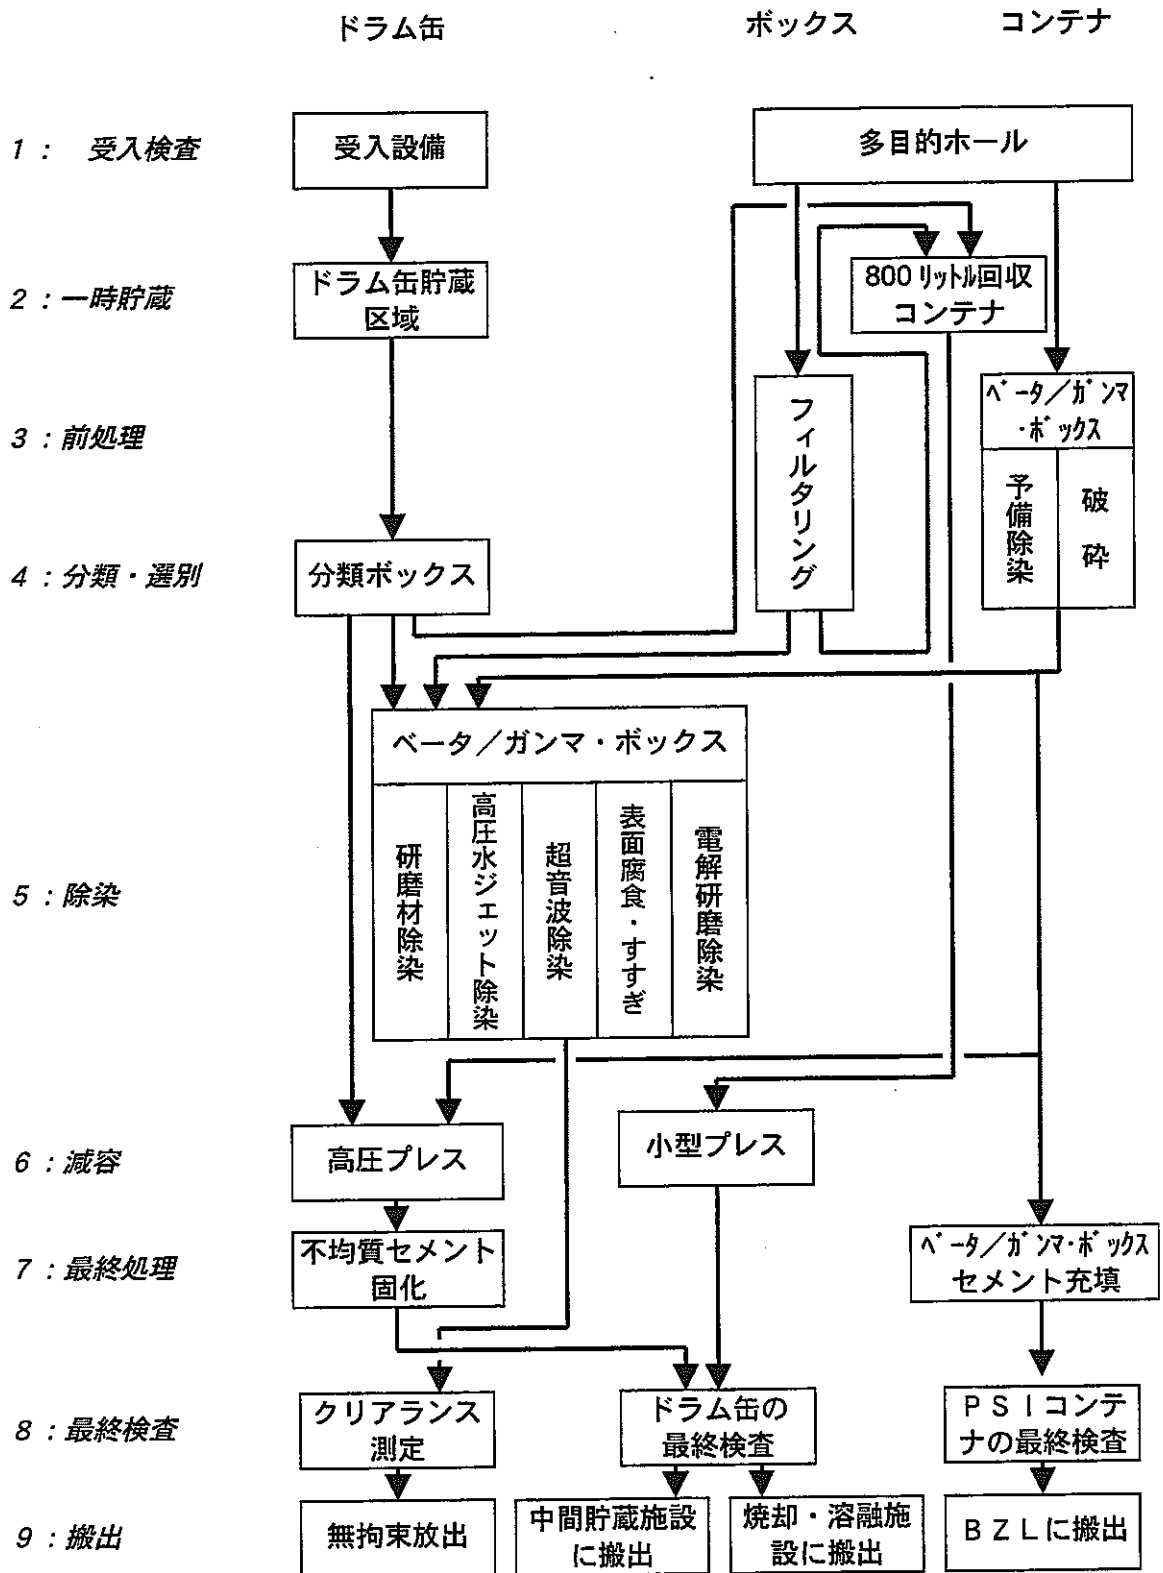 ドラム缶 ボックス コンテナ
1 : 受入検査
受入設備
多目的ホール
2 : 一時貯蔵
ドラム缶貯蔵
区域
800リットル回収
コンテナ
3 : 前処理
フィルタリング
ベータ/ガンマ
・ボックス
予備除染
破砕
4 : 分類・選別
分類ボックス
ベータ/ガンマ・ボックス
5 : 除染
研磨材除染
高圧水ジェット除染
超音波除染
表面腐食・すすぎ
電解研磨除染
6 : 減容
高圧プレス
小型プレス
7 : 最終処理
不均質セメント
固化
ベータ/ガンマ・ボックス
セメント充填
8 : 最終検査
クリアランス
測定
ドラム缶の
最終検査
PSIコンテ
ナの最終検査
9 : 搬出
無拘束放出
中間貯蔵施設
に搬出
焼却・溶融施
設に搬出
BZLに搬出